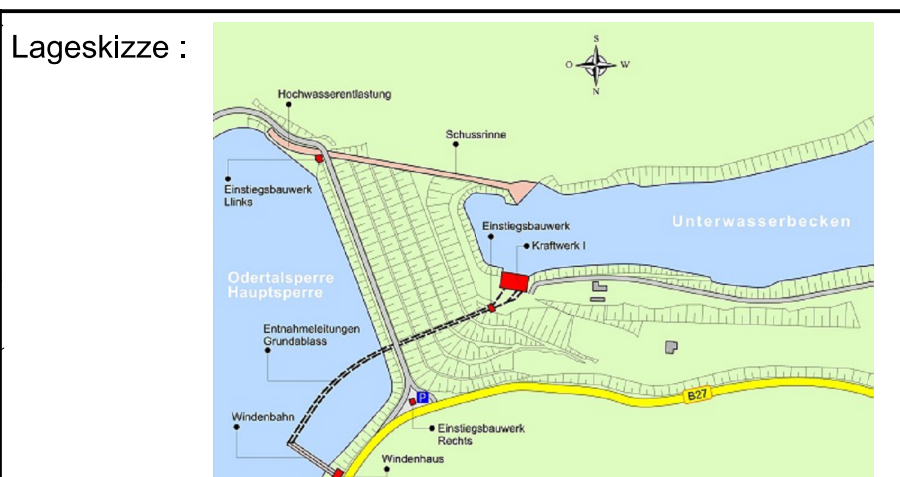 Lageskizze :
S
O W
N
Hochwasserentlastung
Schussrinne
Einstiegsbauwerk
Llinks
Einstiegsbauwerk
Kraftwerk I
Unterwasserbecken
Odertalsperre
Hauptsperre
Entnahmeleitungen
Grundablass
P
B27
Windenbahn
Einstiegsbauwerk
Rechts
Windenhaus